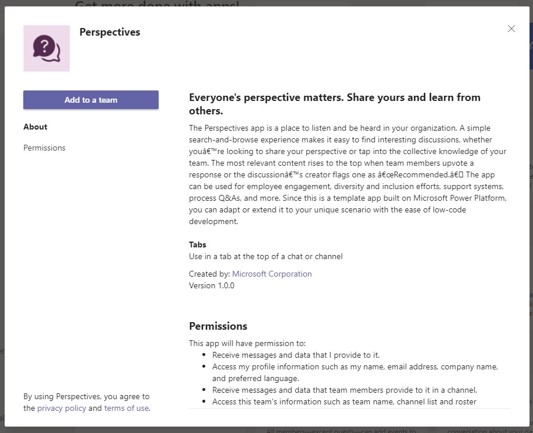 Get more done with apps!
Perspectives
Add to a team
About
Permissions
Everyone's perspective matters. Share yours and learn from
others.
The Perspectives app is a place to listen and be heard in your organization. A simple
search-and-browse experience makes it easy to find interesting discussions, whether
youâ€™re looking to share your perspective or tap into the collective knowledge of your
team. The most relevant content rises to the top when team members upvote a
response or the discussionâ€™s creator flags one as â€œRecommended.â€▯ The app
can be used for employee engagement, diversity and inclusion efforts, support systems,
process Q&As, and more. Since this is a template app built on Microsoft Power Platform,
you can adapt or extend it to your unique scenario with the ease of low-code
development.
Tabs
Use in a tab at the top of a chat or channel
Created by: Microsoft Corporation
Version 1.0.0
Permissions
This app will have permission to:
• Receive messages and data that I provide to it.
• Access my profile information such as my name, email address, company name,
and preferred language.
• Receive messages and data that team members provide to it in a channel.
• Access this team's information such as team name, channel list and roster
By using Perspectives, you agree to
the privacy policy and terms of use.